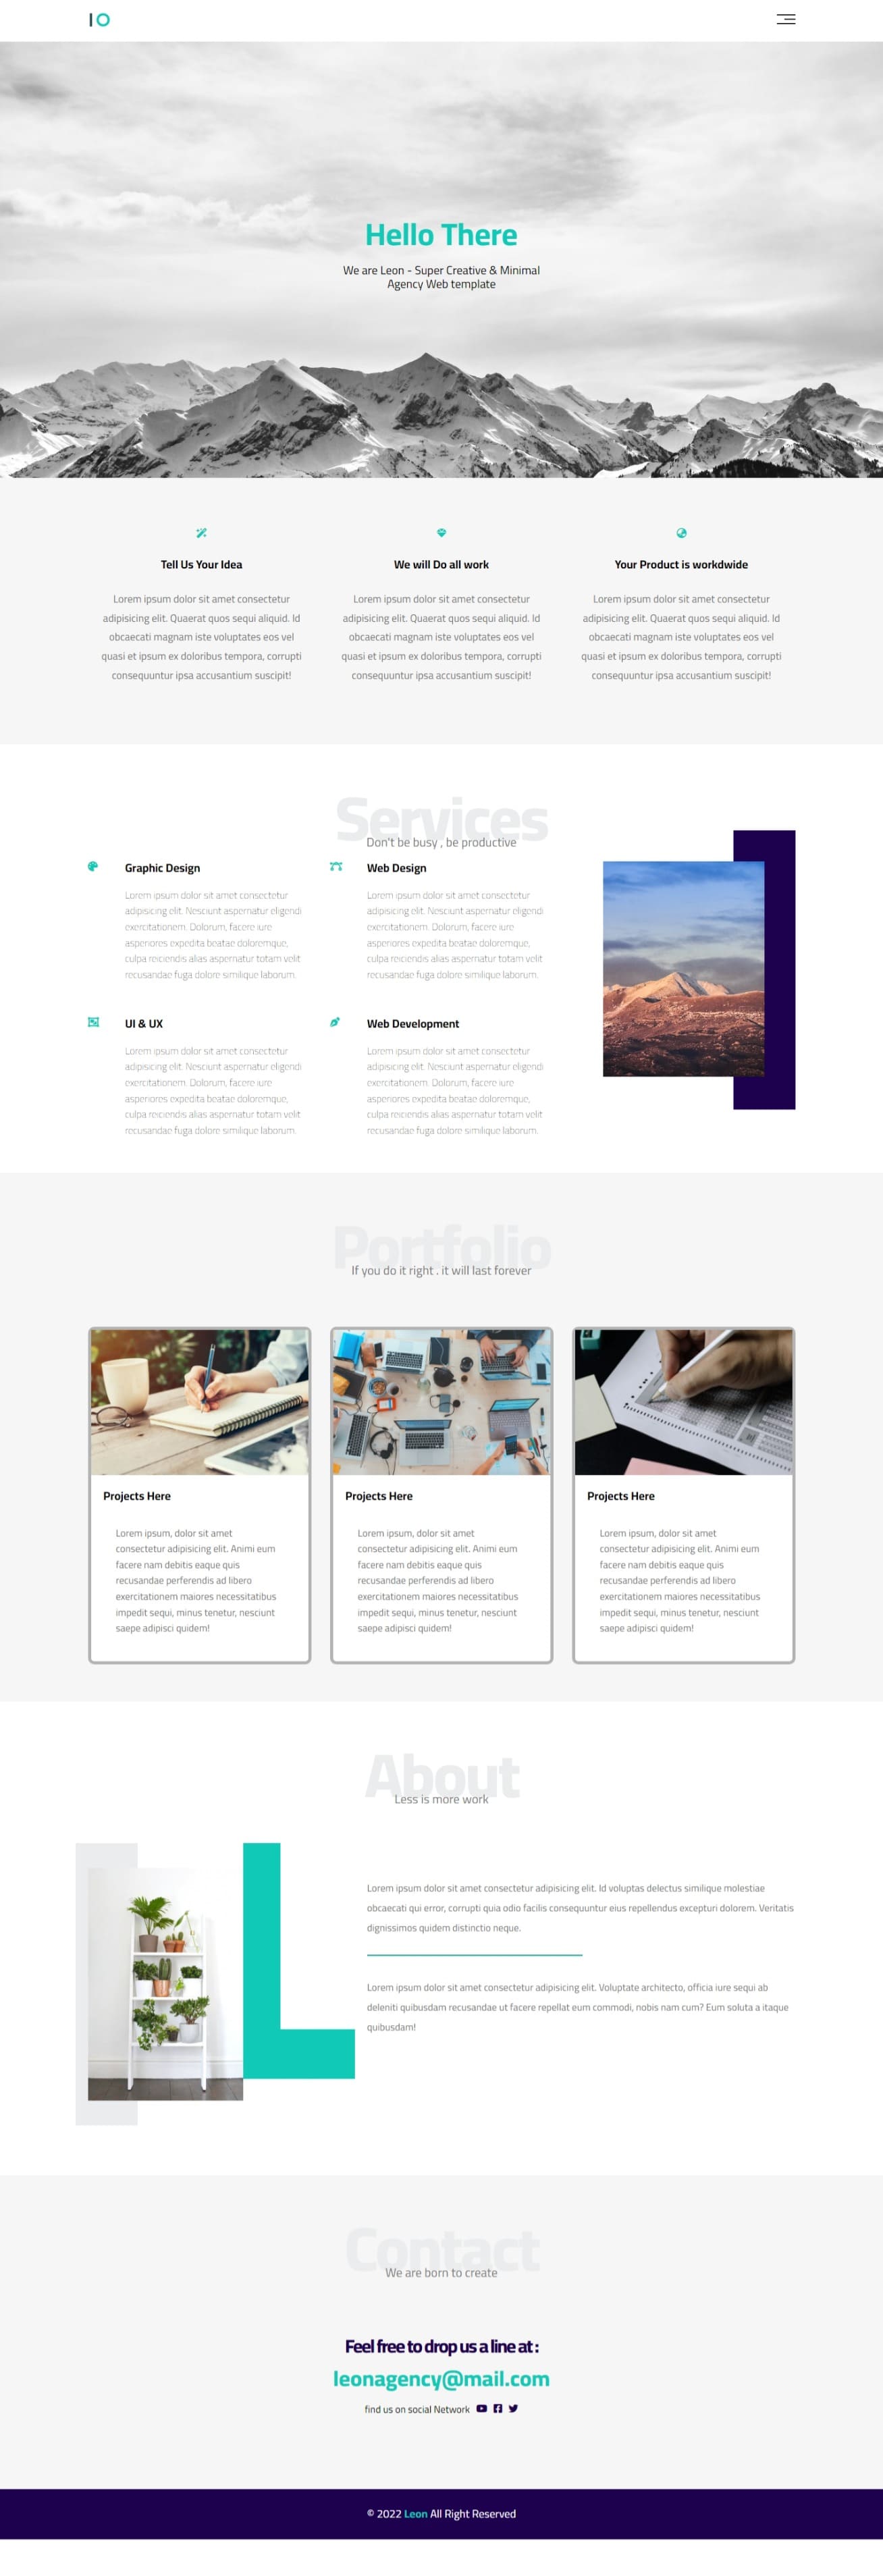 IO
Hello There
We are Leon - Super Creative & Minimal
Agency Web template
Tell Us Your Idea
Lorem ipsum dolor sit amet consectetur
adipisicing elit. Quaerat quos sequi aliquid. Id
obcaecati magnam iste voluptates eos vel
quasi et ipsum ex doloribus tempora, corrupti
consequuntur ipsa accusantium suscipit!
We will Do all work
Lorem ipsum dolor sit amet consectetur
adipisicing elit. Quaerat quos sequi aliquid. Id
obcaecati magnam iste voluptates eos vel
quasi et ipsum ex doloribus tempora, corrupti
consequuntur ipsa accusantium suscipit!
Your Product is workdwide
Lorem ipsum dolor sit amet consectetur
adipisicing elit. Quaerat quos sequi aliquid. Id
obcaecati magnam iste voluptates eos vel
quasi et ipsum ex doloribus tempora, corrupti
consequuntur ipsa accusantium suscipit!
Services
Don't be busy , be productive
Graphic Design
Lorem ipsum dolor sit amet consectetur
adipisicing elit. Nesciunt aspernatur eligendi
exercitationem. Dolorum, facere iure
asperiores expedita beatae doloremque,
culpa reiciendis alias aspernatur totam velit
recusandae fuga dolore similique laborum.
Web Design
Lorem ipsum dolor sit amet consectetur
adipisicing elit. Nesciunt aspernatur eligendi
exercitationem. Dolorum, facere iure
asperiores expedita beatae doloremque,
culpa reiciendis alias aspernatur totam velit
recusandae fuga dolore similique laborum.
UI & UX
Lorem ipsum dolor sit amet consectetur
adipisicing elit. Nesciunt aspernatur eligendi
exercitationem. Dolorum, facere iure
asperiores expedita beatae doloremque,
culpa reiciendis alias aspernatur totam velit
recusandae fuga dolore similique laborum.
Web Development
Lorem ipsum dolor sit amet consectetur
adipisicing elit. Nesciunt aspernatur eligendi
exercitationem. Dolorum, facere iure
asperiores expedita beatae doloremque,
culpa reiciendis alias aspernatur totam velit
recusandae fuga dolore similique laborum.
Portfolio
If you do it right . it will last forever
Projects Here
Lorem ipsum, dolor sit amet
consectetur adipisicing elit. Animi eum
facere nam debitis eaque quis
recusandae perferendis ad libero
exercitationem maiores necessitatibus
impedit sequi, minus tenetur, nesciunt
saepe adipisci quidem!
Projects Here
Lorem ipsum, dolor sit amet
consectetur adipisicing elit. Animi eum
facere nam debitis eaque quis
recusandae perferendis ad libero
exercitationem maiores necessitatibus
impedit sequi, minus tenetur, nesciunt
saepe adipisci quidem!
Projects Here
Lorem ipsum, dolor sit amet
consectetur adipisicing elit. Animi eum
facere nam debitis eaque quis
recusandae perferendis ad libero
exercitationem maiores necessitatibus
impedit sequi, minus tenetur, nesciunt
saepe adipisci quidem!
About
Less is more work
Lorem ipsum dolor sit amet consectetur adipisicing elit. Id voluptas delectus similique molestiae
obcaecati qui error, corrupti quia odio facilis consequuntur eius repellendus excepturi dolorem. Veritatis
dignissimos quidem distinctio neque.
Lorem ipsum dolor sit amet consectetur adipisicing elit. Voluptate architecto, officia iure sequi ab
deleniti quibusdam recusandae ut facere repellat eum commodi, nobis nam cum? Eum soluta a itaque
quibusdam!
Contact
We are born to create
Feel free to drop us a line at :
leonagency@mail.com
find us on social Network
© 2022 Leon All Right Reserved